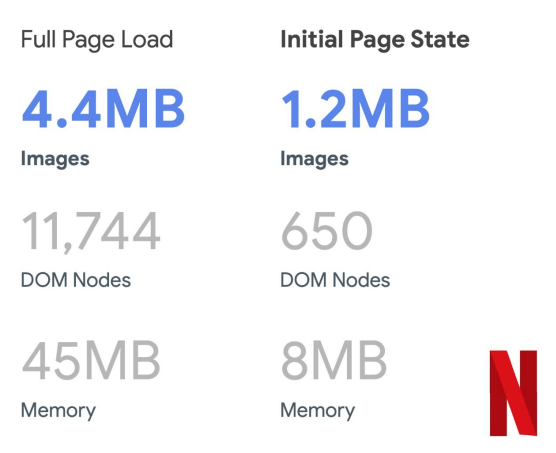 Full Page Load
Initial Page State
4.4MB
1.2MB
Images
Images
11,744
650
DOM Nodes
DOM Nodes
45MB
8MB
Memory
Memory
N